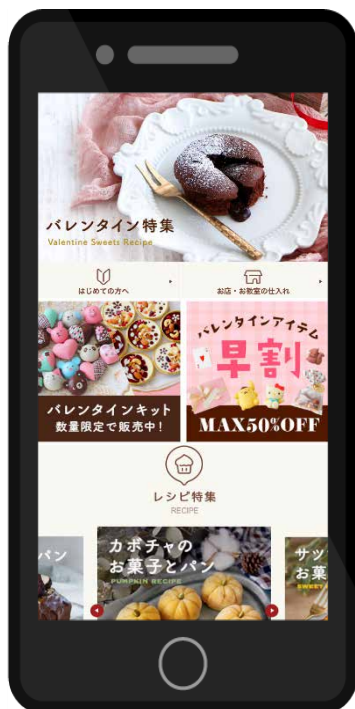 バレンタイン特集
Valentine Sweets Recipe
はじめての方へ
お店・お教室の仕入れ
バレンタインキット
数量限定で販売中！
バレンタインアイテム
早割
MAX50%OFF
レシピ特集
RECIPE
パン
カボチャの
お菓子とパン
PUMPKIN RECIPE
サツ
お菓
SWEET